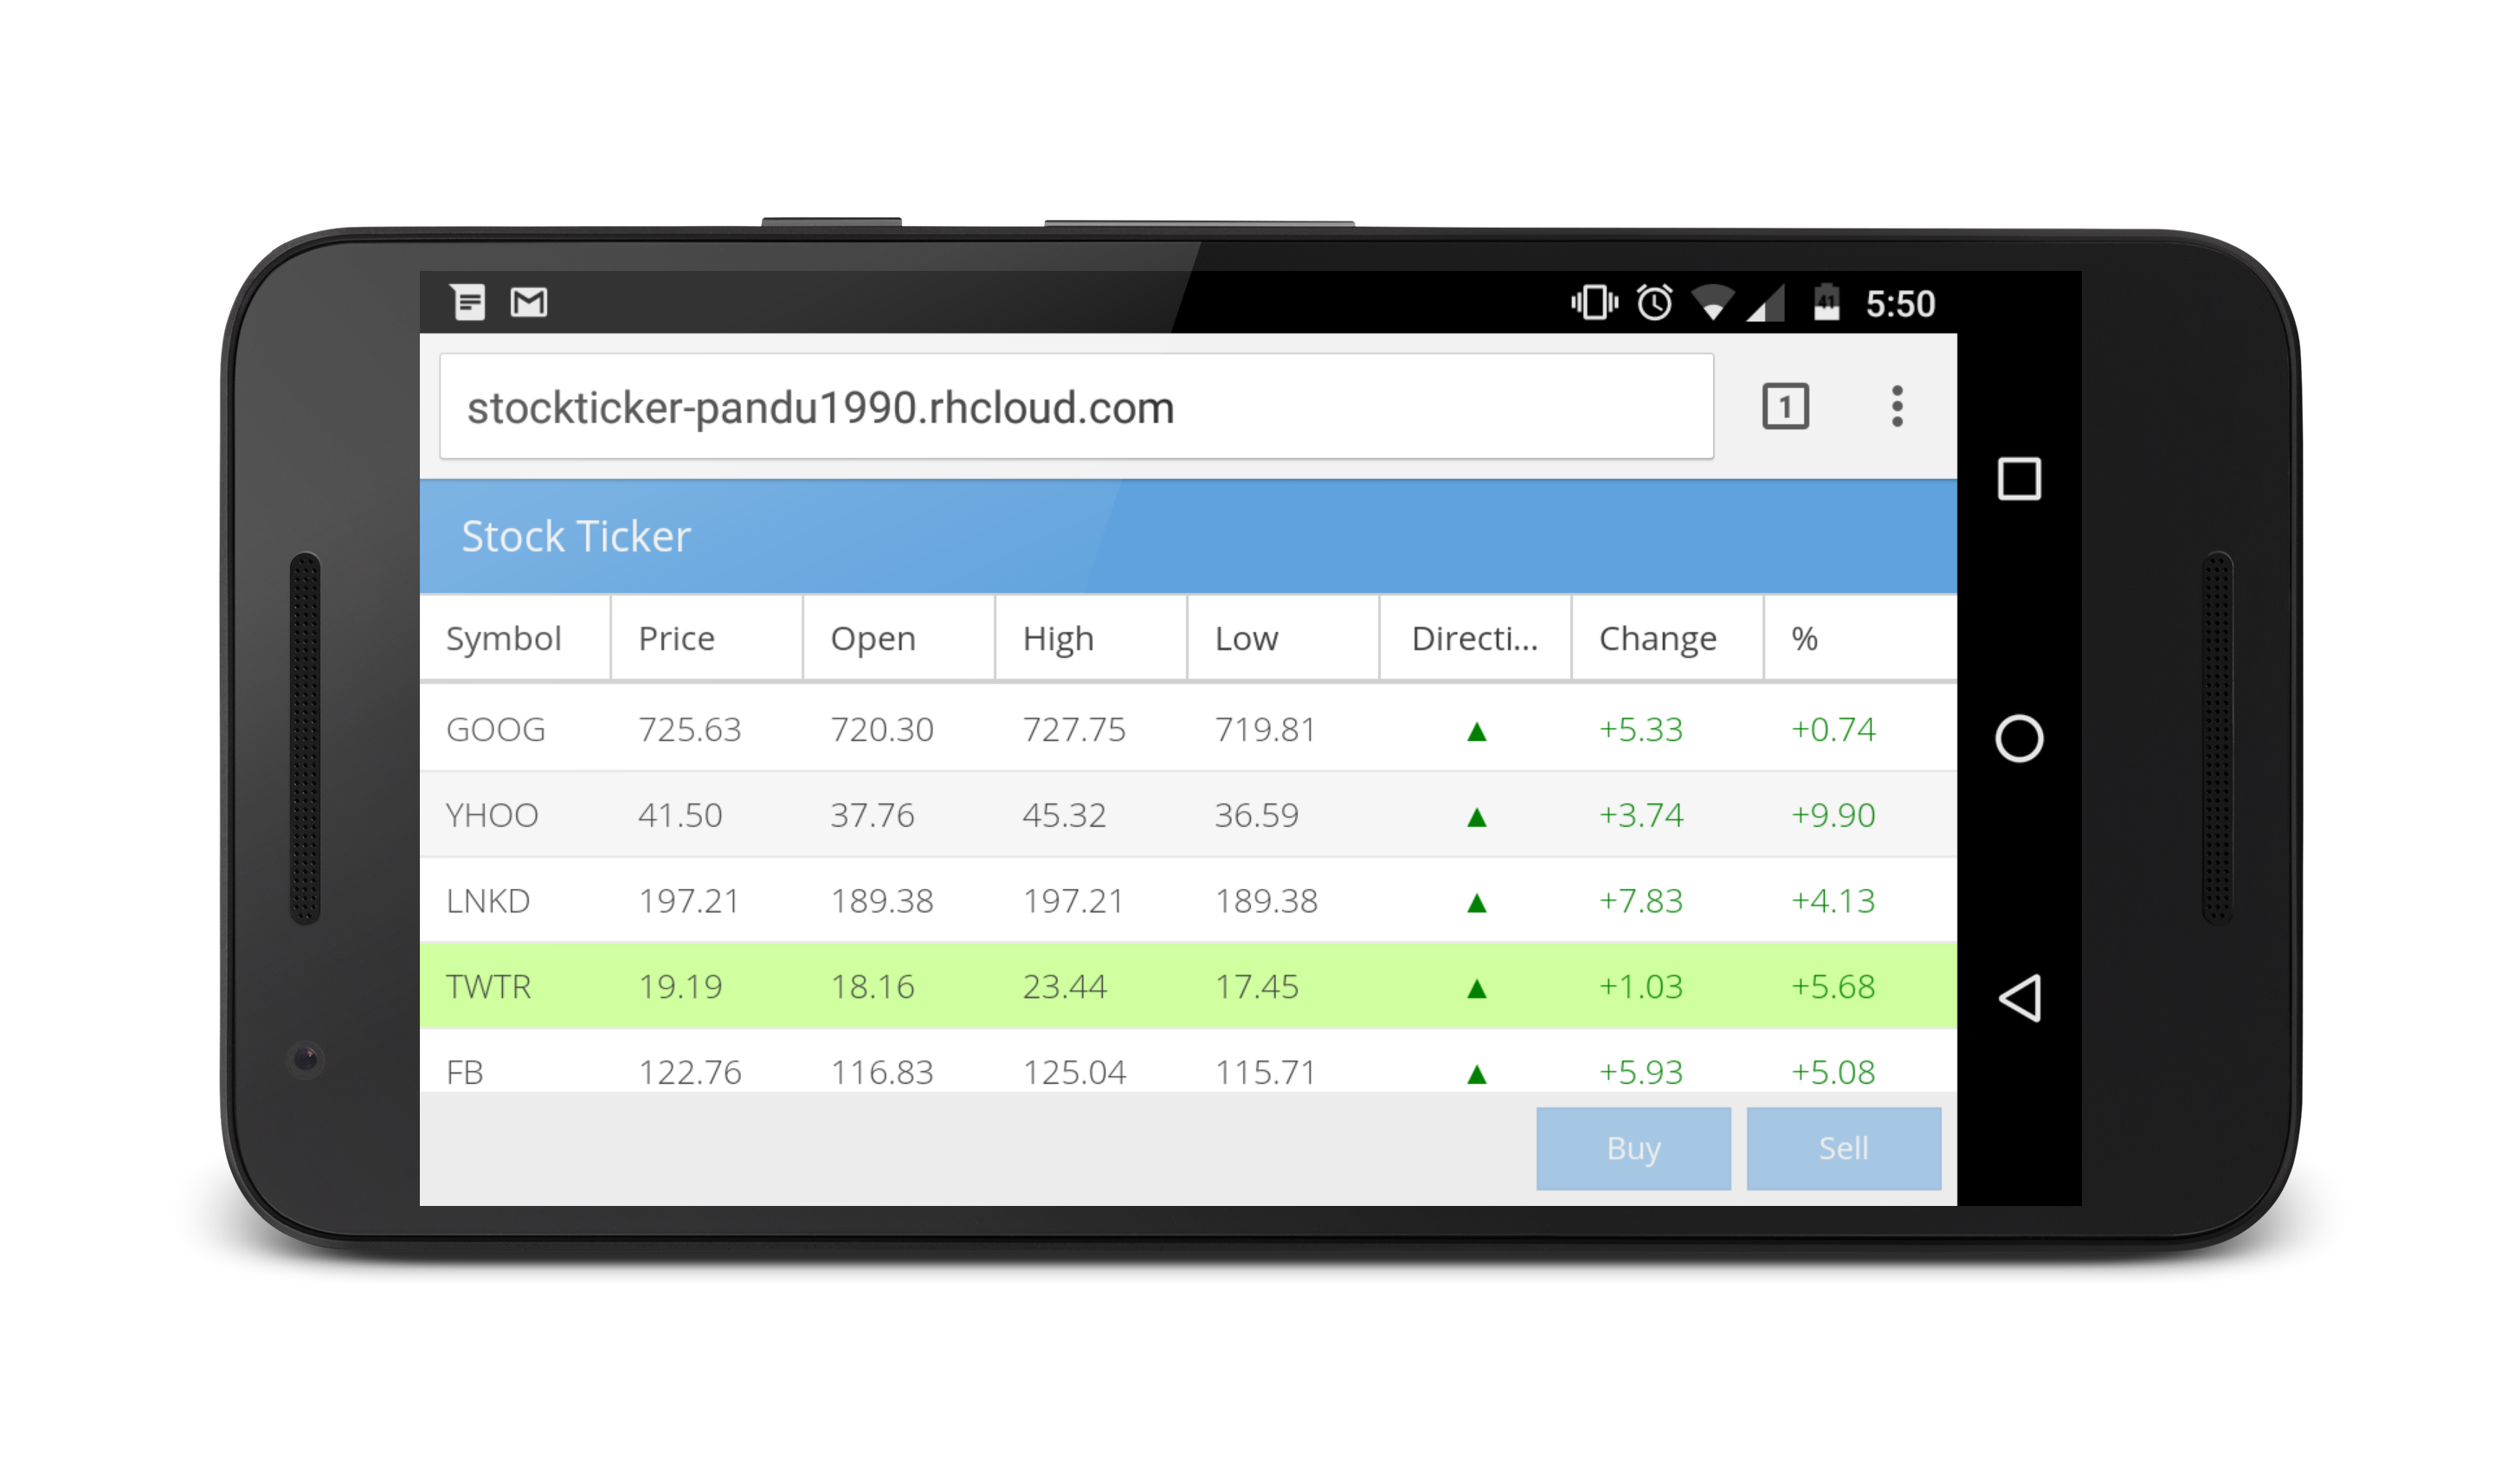 41 5:50
stockticker-pandu1990.rhcloud.com 1
Stock Ticker
Symbol Price Open High Low Directi... Change %
GOOG 725.63 720.30 727.75 719.81 ▲ +5.33 +0.74
YHOO 41.50 37.76 45.32 36.59 ▲ +3.74 +9.90
LNKD 197.21 189.38 197.21 189.38 ▲ +7.83 +4.13
TWTR 19.19 18.16 23.44 17.45 ▲ +1.03 +5.68
FB 122.76 116.83 125.04 115.71 ▲ +5.93 +5.08
Buy Sell